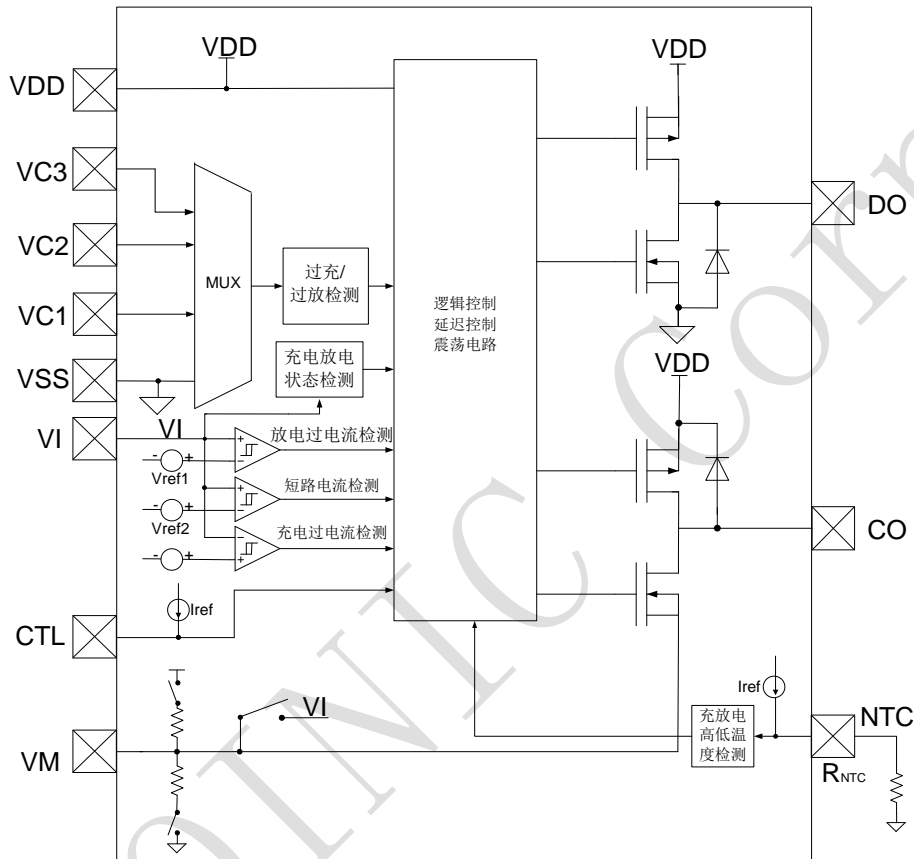 VDD
VDD
VC3
VC2
VC1
VSS
VI
CTL
VM
MUX
过充/
过放检测
充电放电
状态检测
VI
放电过电流检测
Vref1
短路电流检测
Vref2
充电过电流检测
Iref
VI
逻辑控制
延迟控制
震荡电路
VDD
DO
VDD
CO
Iref
充放电
高低温
度检测
NTC
RNTC